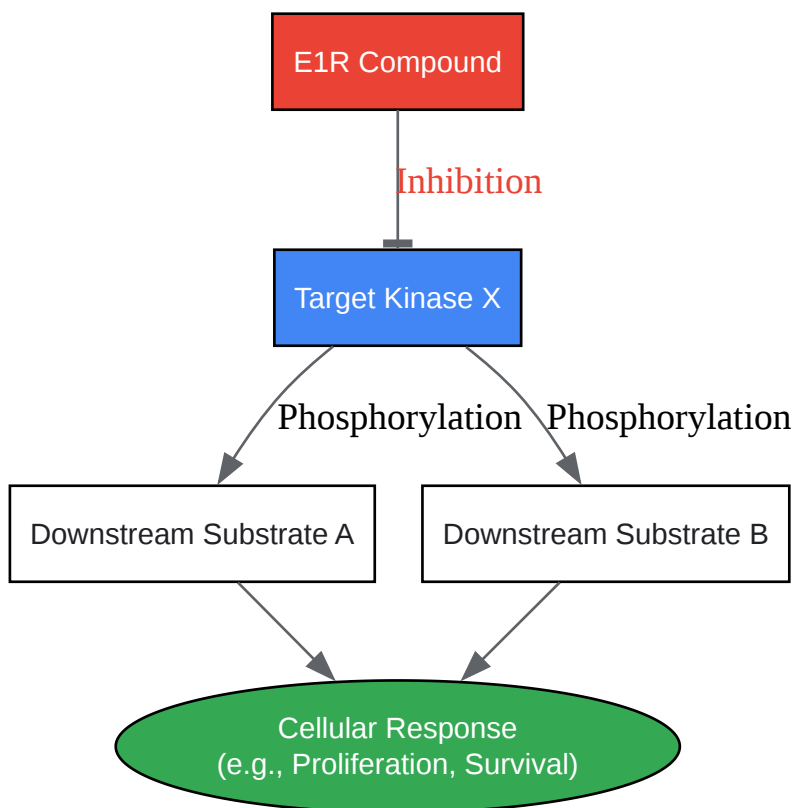 E1R Compound
Inhibition
Target Kinase X
Phosphorylation
Phosphorylation
Downstream Substrate A
Downstream Substrate B
Cellular Response
(e.g., Proliferation, Survival)